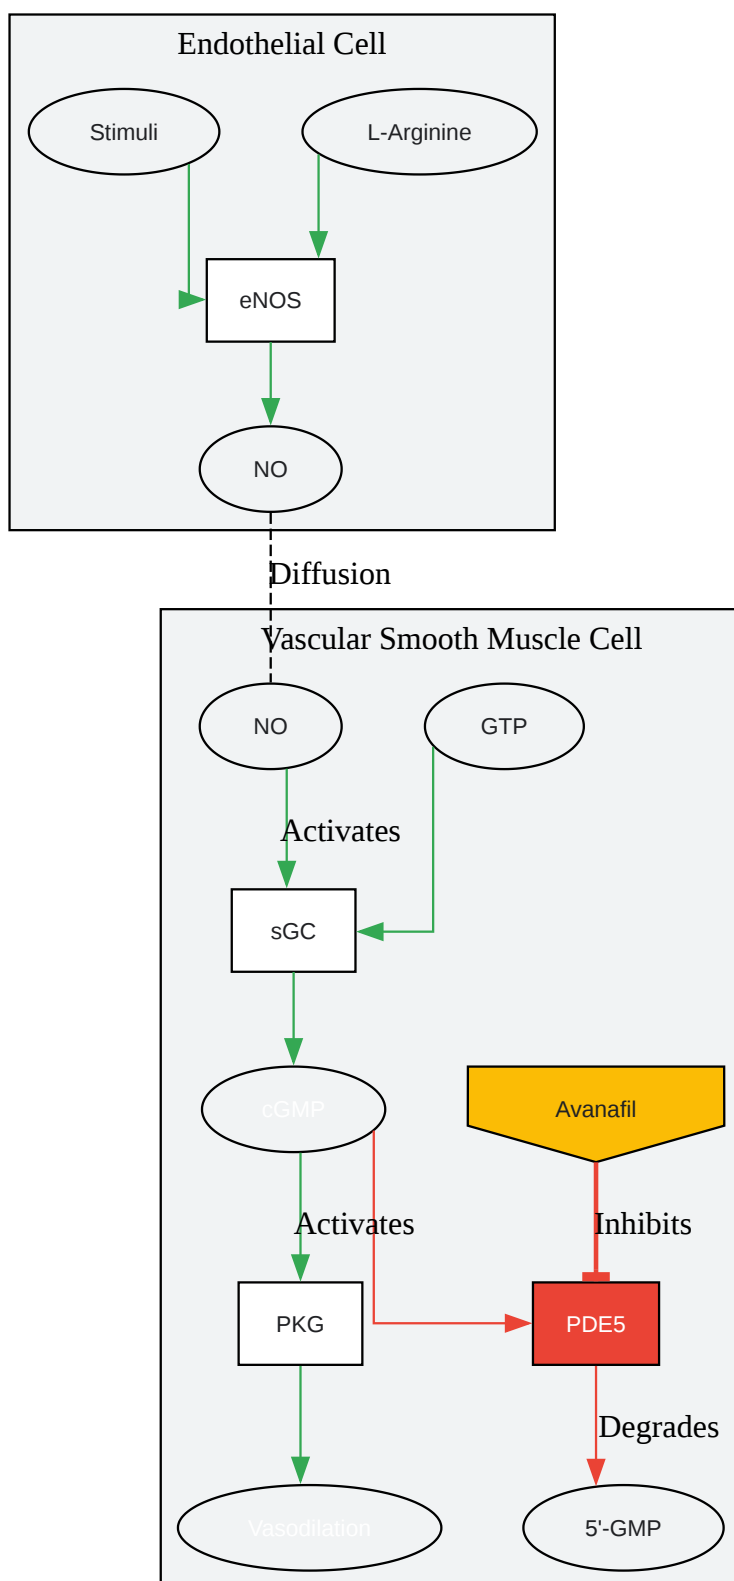 Endothelial Cell
Stimuli
L-Arginine
eNOS
NO
Diffusion
Vascular Smooth Muscle Cell
NO
GTP
Activates
sGC
cGMP
Avanafil
Activates
Inhibits
PKG
PDE5
Degrades
Vasodilation
5'-GMP